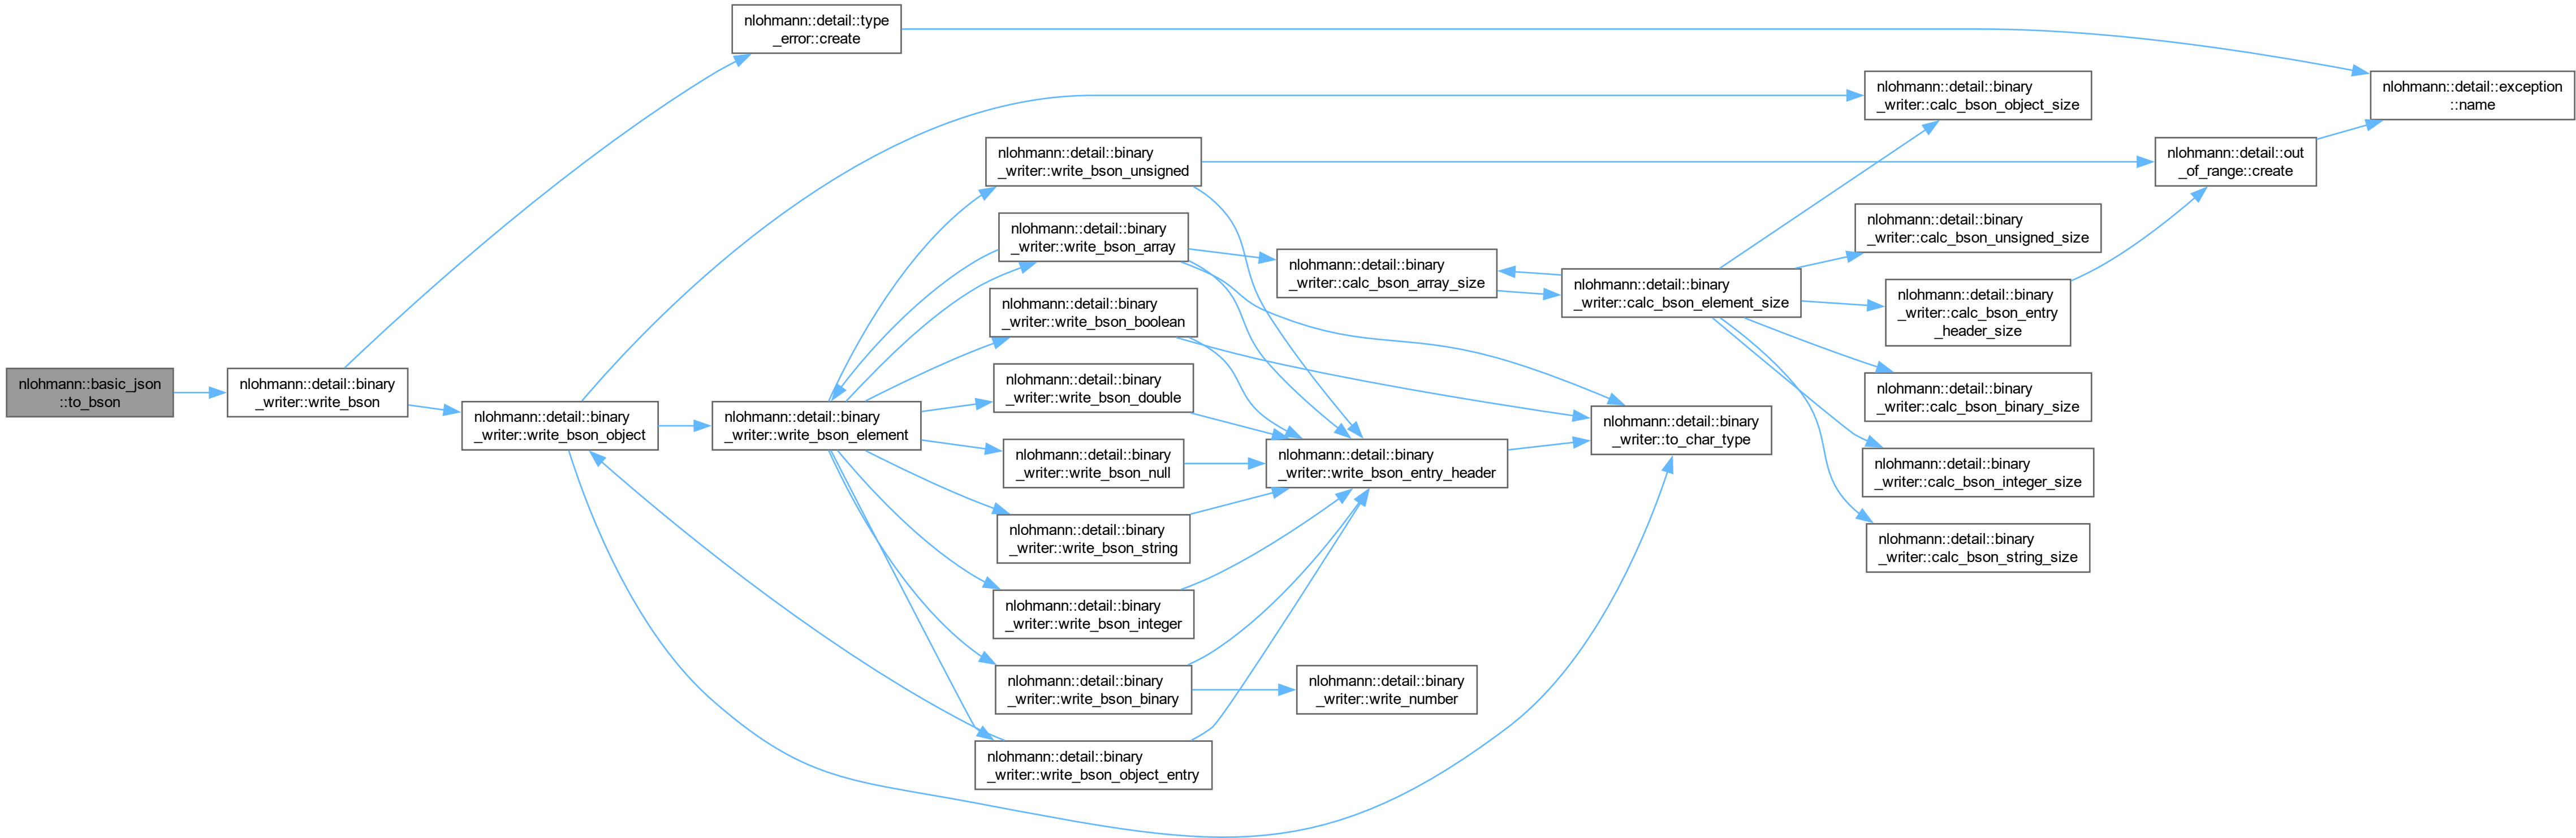 nlohmann::basic_json
::to_bson
nlohmann::detail::binary
_writer::write_bson
nlohmann::detail::type
_error::create
nlohmann::detail::binary
_writer::write_bson_object
nlohmann::detail::binary
_writer::write_bson_element
nlohmann::detail::binary
_writer::write_bson_unsigned
nlohmann::detail::binary
_writer::write_bson_array
nlohmann::detail::binary
_writer::write_bson_boolean
nlohmann::detail::binary
_writer::write_bson_double
nlohmann::detail::binary
_writer::write_bson_null
nlohmann::detail::binary
_writer::write_bson_string
nlohmann::detail::binary
_writer::write_bson_integer
nlohmann::detail::binary
_writer::write_bson_binary
nlohmann::detail::binary
_writer::write_bson_object_entry
nlohmann::detail::binary
_writer::calc_bson_array_size
nlohmann::detail::binary
_writer::write_bson_entry_header
nlohmann::detail::binary
_writer::write_number
nlohmann::detail::binary
_writer::calc_bson_element_size
nlohmann::detail::binary
_writer::to_char_type
nlohmann::detail::binary
_writer::calc_bson_object_size
nlohmann::detail::binary
_writer::calc_bson_unsigned_size
nlohmann::detail::binary
_writer::calc_bson_entry
_header_size
nlohmann::detail::binary
_writer::calc_bson_binary_size
nlohmann::detail::binary
_writer::calc_bson_integer_size
nlohmann::detail::binary
_writer::calc_bson_string_size
nlohmann::detail::out
_of_range::create
nlohmann::detail::exception
::name